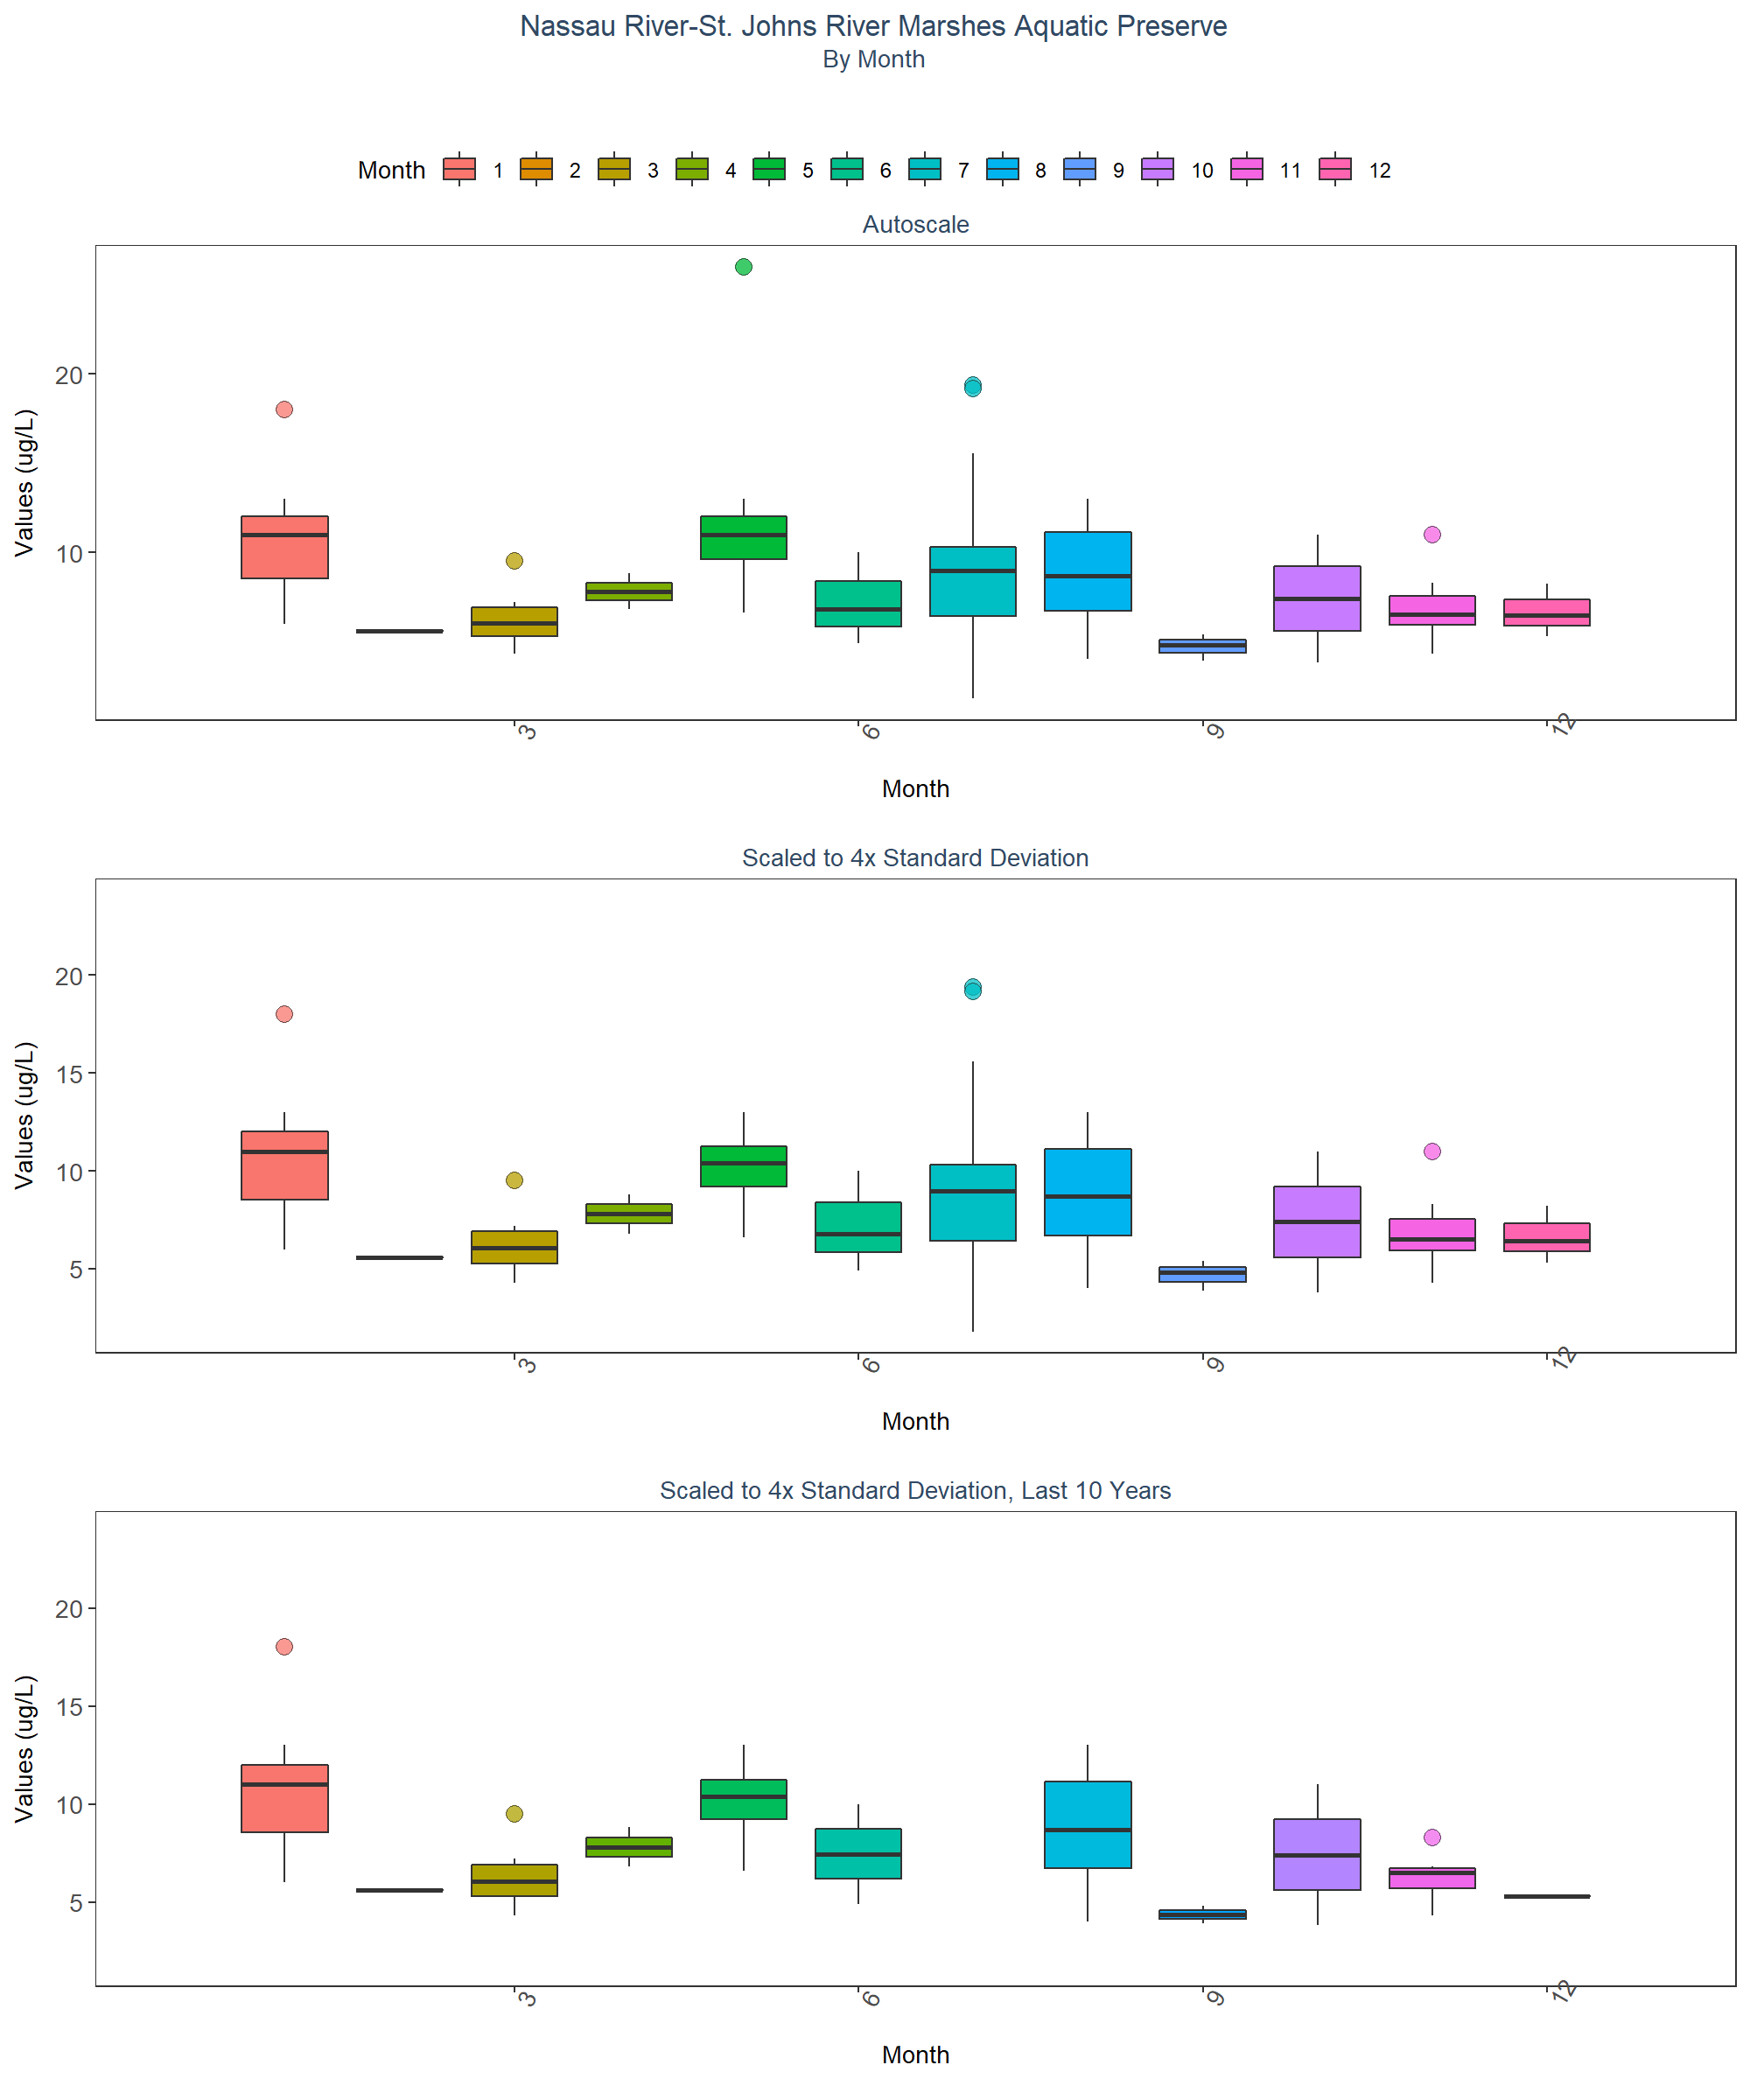 Nassau River-St. Johns River Marshes Aquatic Preserve
By Month
Month 1 2 3 4 5 6 7 8 9 10 11 12
Autoscale
Values (ug/L)
20
10
3 6 9 12
Month
Scaled to 4x Standard Deviation
Values (ug/L)
20
15
10
5
3 6 9 12
Month
Scaled to 4x Standard Deviation, Last 10 Years
Values (ug/L)
20
15
10
5
3 6 9 12
Month